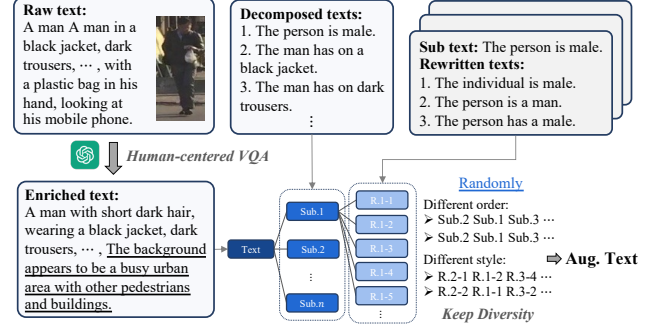 Raw text:
A man A man in a
black jacket, dark
trousers, ⋯ , with
a plastic bag in his
hand, looking at
his mobile phone.
Human-centered VQA
Enriched text:
A man with short dark hair,
wearing a black jacket, dark
trousers, ⋯ , The background
appears to be a busy urban
area with other pedestrians
and buildings.
Decomposed texts:
1. The person is male.
2. The man has on a
black jacket.
3. The man has on dark
trousers.
⋮
Sub text: The person is male.
Rewritten texts:
1. The individual is male.
2. The person is a man.
3. The person has a male.
Text
Sub.1
Sub.2
⋮
Sub.n
R.1-1
R.1-2
R.1-3
R.1-4
R.1-5
⋮
Randomly
Different order:
➢ Sub.2 Sub.1 Sub.3 ⋯
➢ Sub.2 Sub.1 Sub.3 ⋯
Different style:
➢ R.2-1 R.1-2 R.3-4 ⋯
➢ R.2-2 R.1-1 R.3-2 ⋯
Keep Diversity
Aug. Text